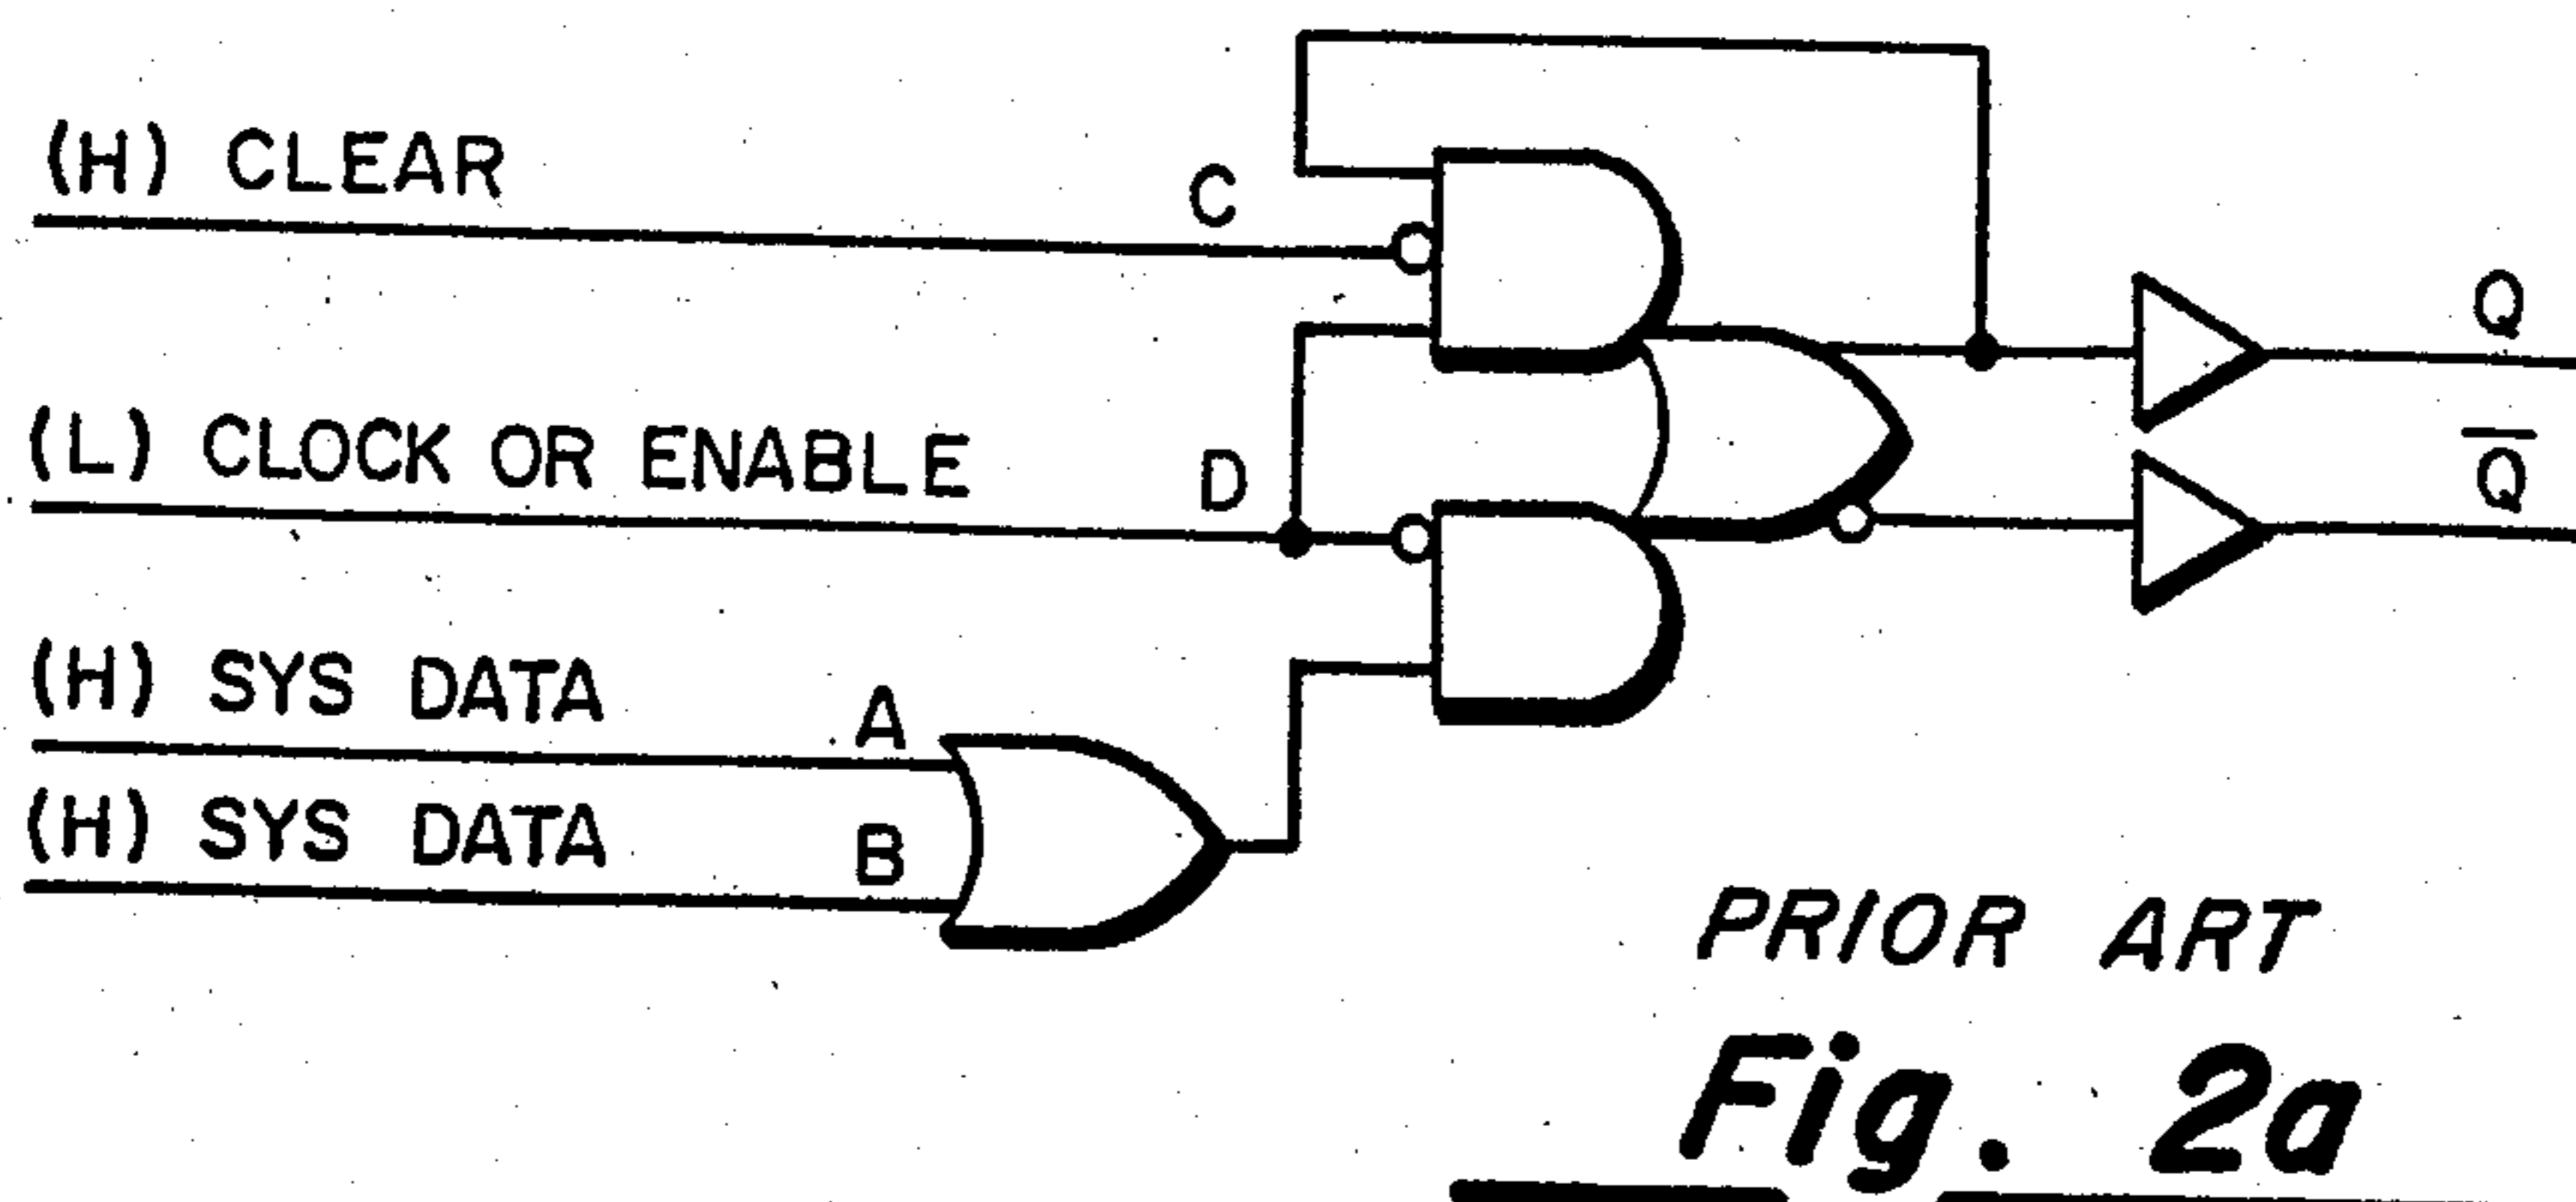 (H) CLEAR
C
(L) CLOCK OR ENABLE
D
(H) SYS DATA
A
(H) SYS DATA
B
Q
Q̅
PRIOR ART
Fig. 2a